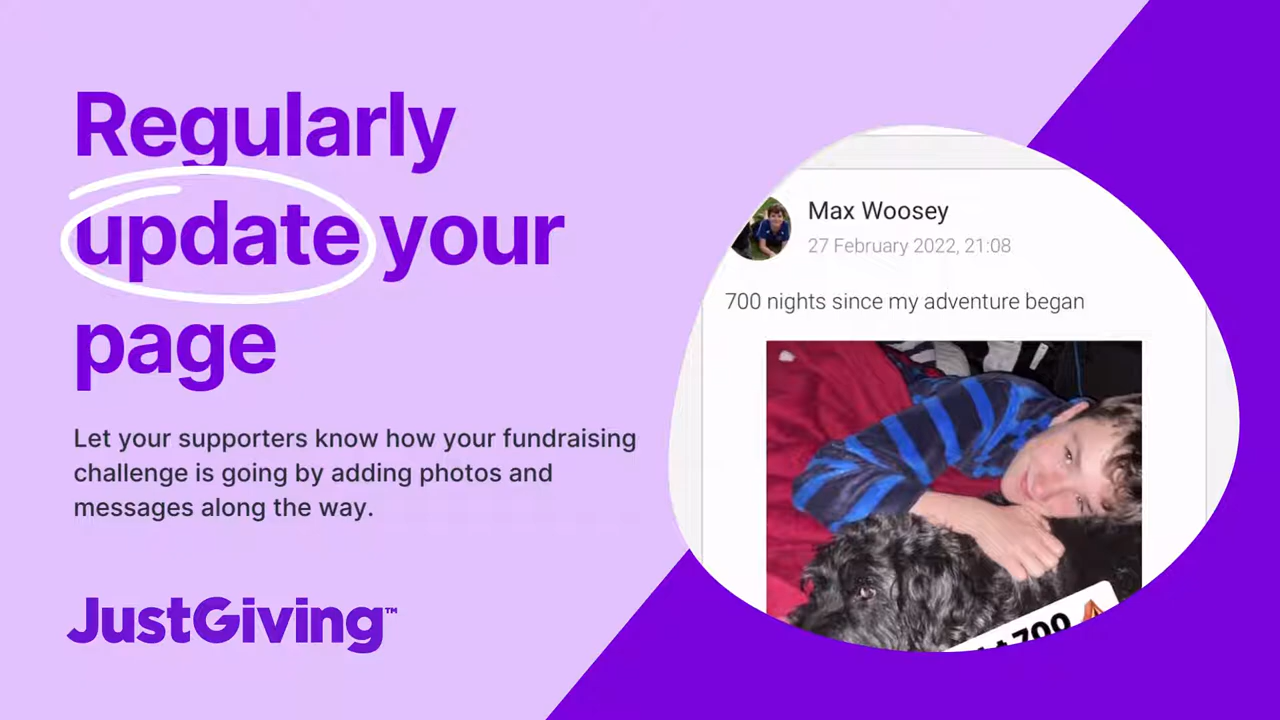 Regularly
update your
page
Let your supporters know how your fundraising
challenge is going by adding photos and
messages along the way.
JustGiving™
Max Woosey
27 February 2022, 21:08
700 nights since my adventure began
700